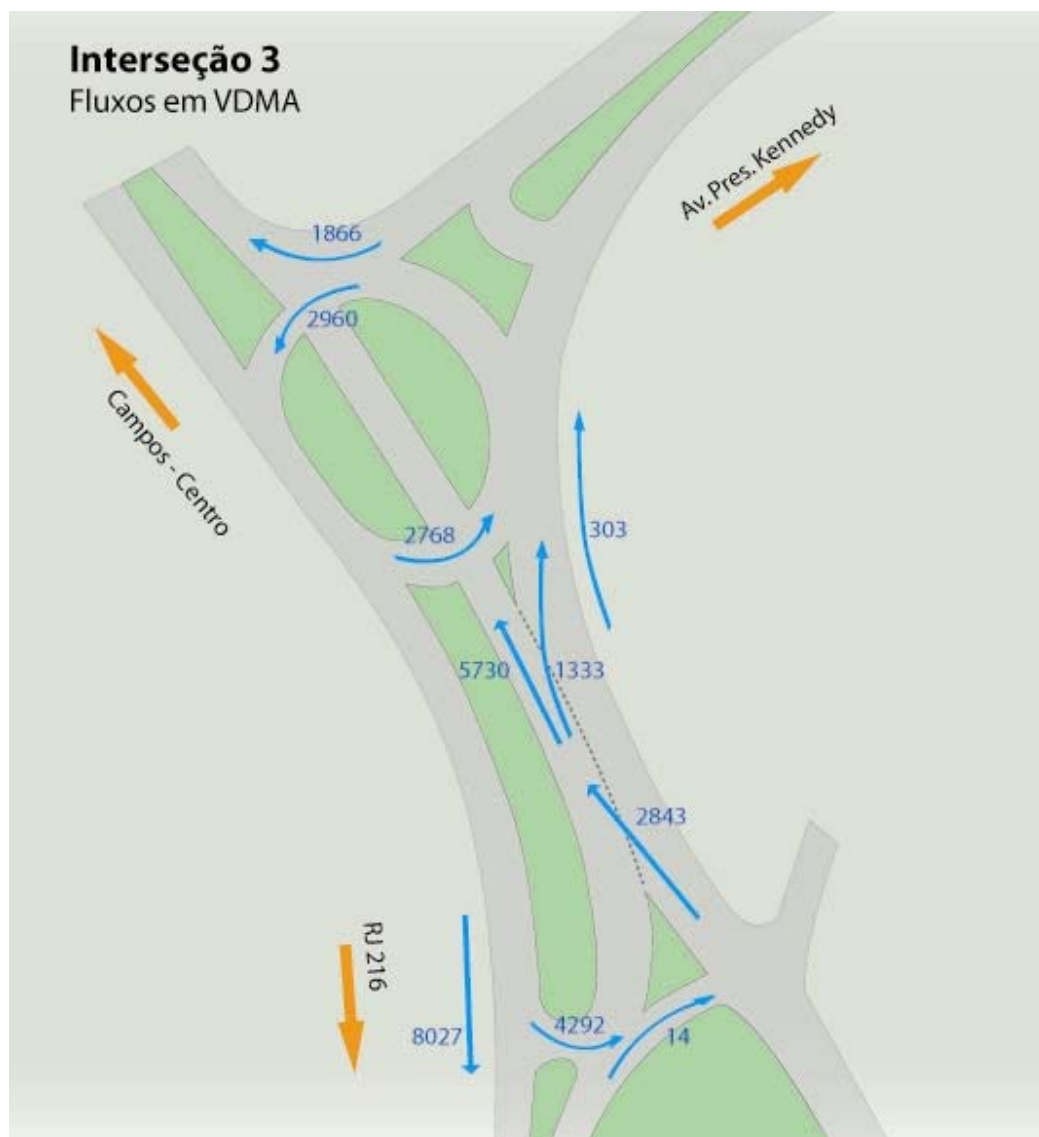 Interseção 3
Fluxos em VDMA
Av. Pres. Kennedy
1866
2960
Campos - Centro
2768
303
5730
1333
2843
RJ 216
8027
4292
14